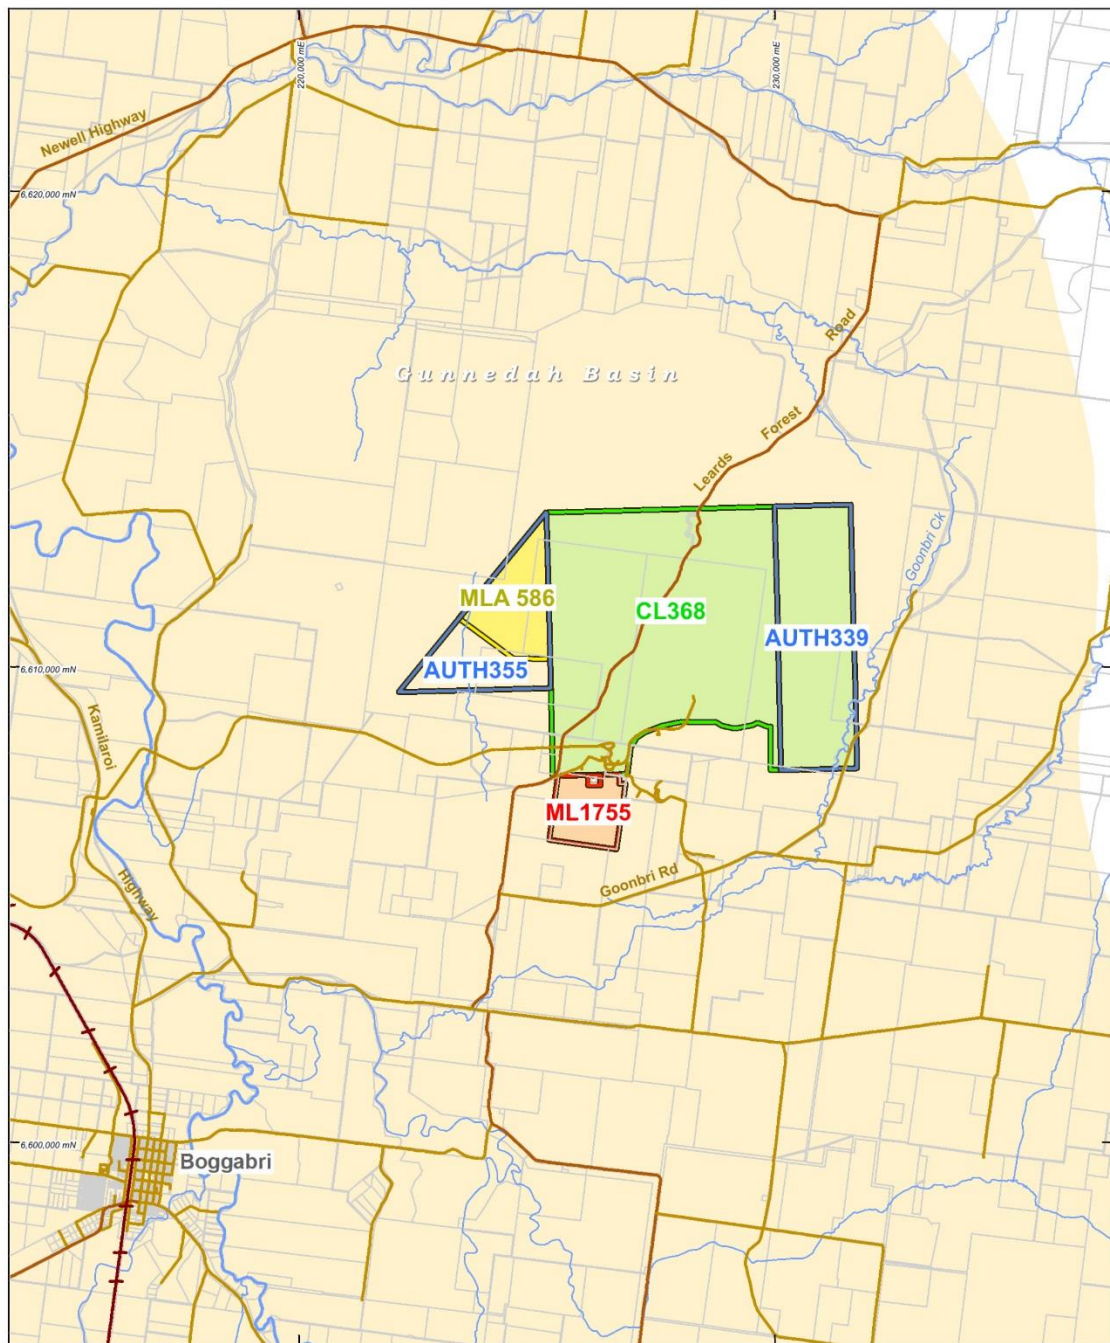 220,000 mE
230,000 mE
Newell Highway
6,620,000 mN
Road
Gunnedah Basin
Forest
Leards
Goonbri Ck
MLA 586
CL368
AUTH339
AUTH355
6,610,000 mN
Kamilaroi
ML1755
Goonbri Rd
Highway
6,600,000 mN
Boggabri